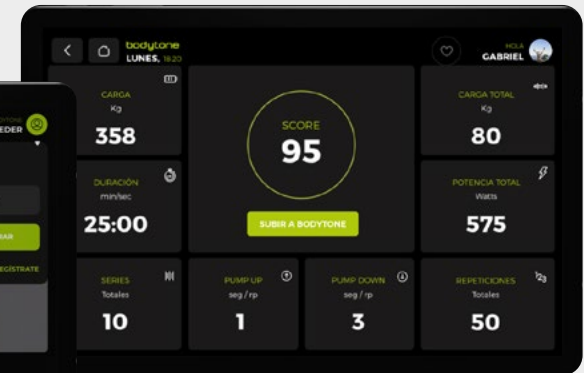 bodytone
LUNES, 18:20
HOLA
GABRIEL
CARGA
Kg
358
SCORE
95
SUBIR A BODYTONE
CARGA TOTAL
Kg
80
DURACIÓN
min/sec
25:00
POTENCIA TOTAL
Watts
575
SERIES
Totales
10
PUMP UP
seg / rp
1
PUMP DOWN
seg / rp
3
REPETICIONES
Totales
50
EDER
EGÍSTRATE